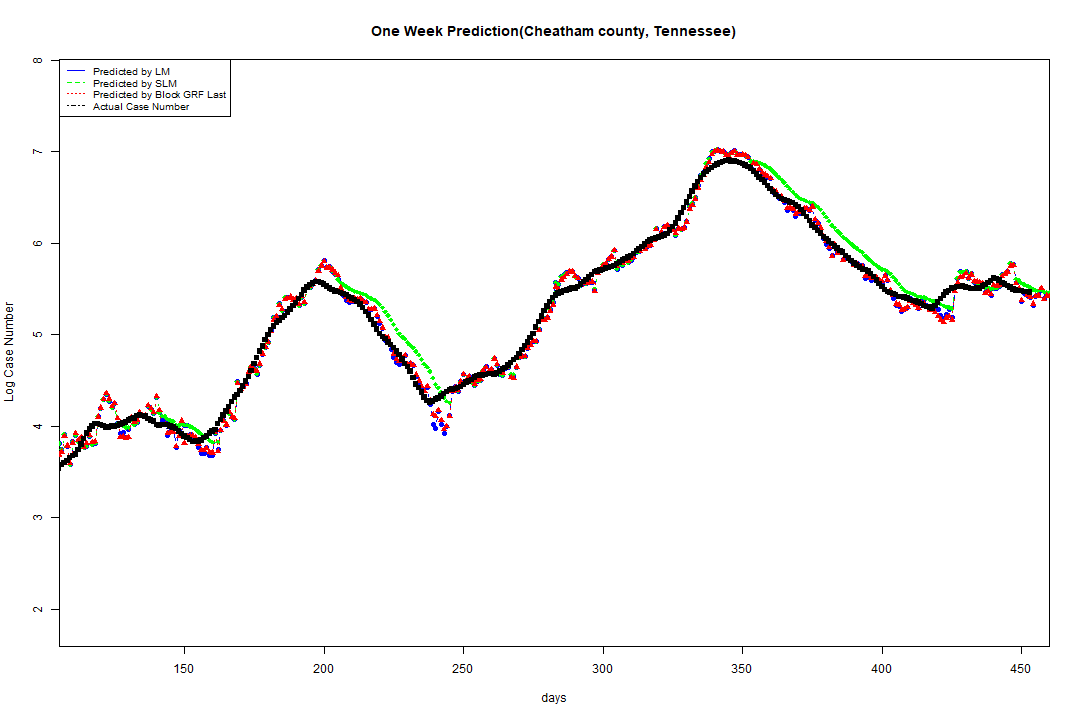 One Week Prediction(Cheatham county, Tennessee)
Predicted by LM
Predicted by SLM
Predicted by Block GRF Last
Actual Case Number
8
7
6
5
4
3
2
Log Case Number
150 200 250 300 350 400 450
days